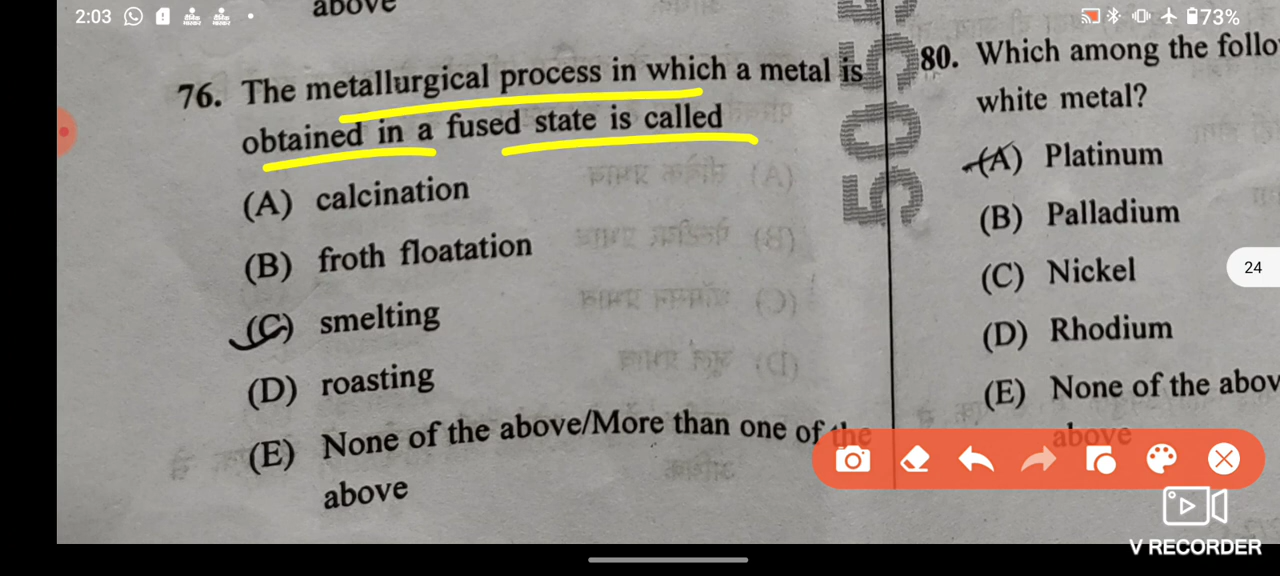 2:03
73%
above
76. The metallurgical process in which a metal is
obtained in a fused state is called
(A) calcination
(B) froth floatation
(C) smelting
(D) roasting
(E) None of the above/More than one of the
above
5052
80. Which among the follo
white metal?
(A) Platinum
(B) Palladium
(C) Nickel
(D) Rhodium
(E) None of the abov
above
24
V RECORDER